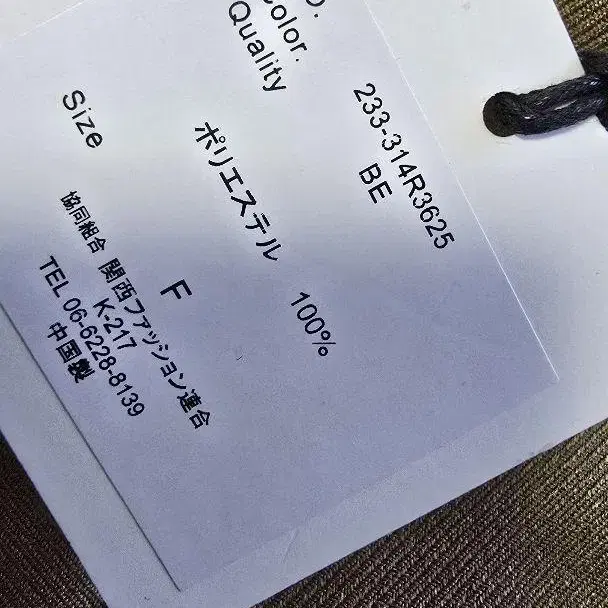 o. 233-314R3625
Color. BE
Quality
ポリエステル 100%
Size F
協同組合 関西ファッション連合
K-217
TEL 06-6228-8139
中国製